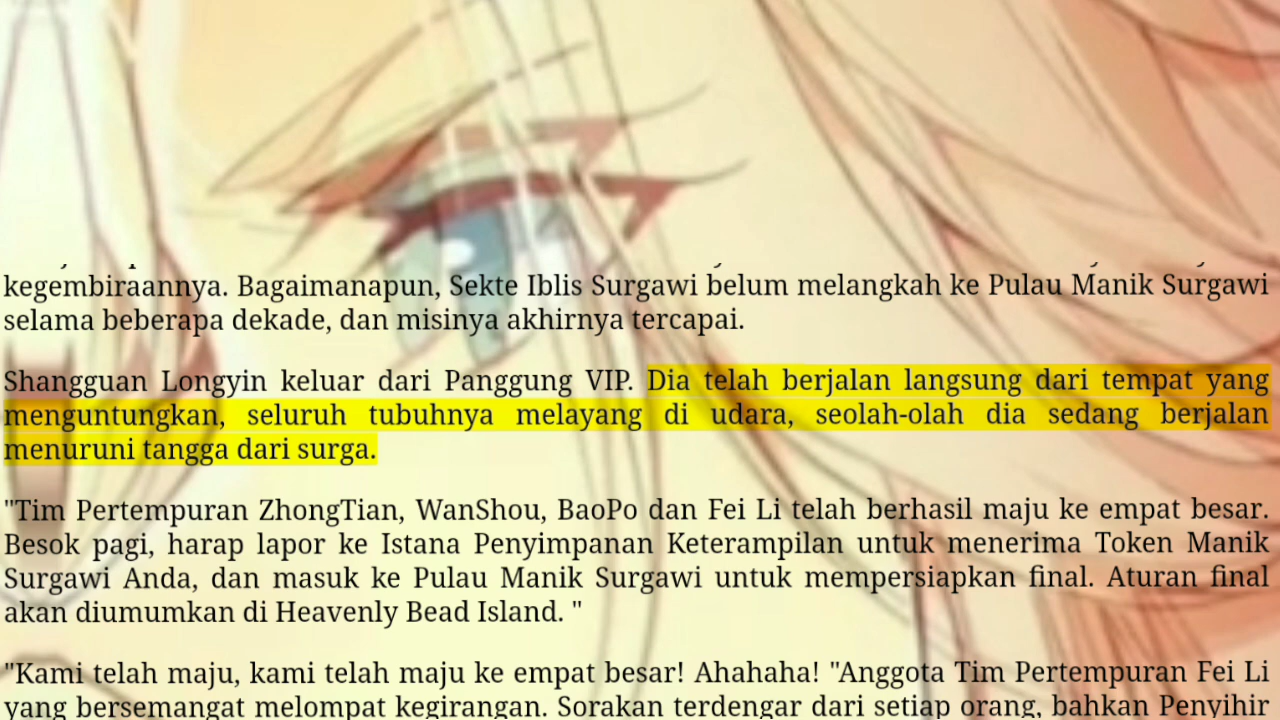 kegembiraannya. Bagaimanapun, Sekte Iblis Surgawi belum melangkah ke Pulau Manik Surgawi
selama beberapa dekade, dan misinya akhirnya tercapai.
Shangguan Longyin keluar dari Panggung VIP. Dia telah berjalan langsung dari tempat yang
menguntungkan, seluruh tubuhnya melayang di udara, seolah-olah dia sedang berjalan
menuruni tangga dari surga.
"Tim Pertempuran ZhongTian, WanShou, BaoPo dan Fei Li telah berhasil maju ke empat besar.
Besok pagi, harap lapor ke Istana Penyimpanan Keterampilan untuk menerima Token Manik
Surgawi Anda, dan masuk ke Pulau Manik Surgawi untuk mempersiapkan final. Aturan final
akan diumumkan di Heavenly Bead Island. "
"Kami telah maju, kami telah maju ke empat besar! Ahahaha! "Anggota Tim Pertempuran Fei Li
yang bersemangat melompat kegirangan. Sorakan terdengar dari setiap orang, bahkan Penyihir